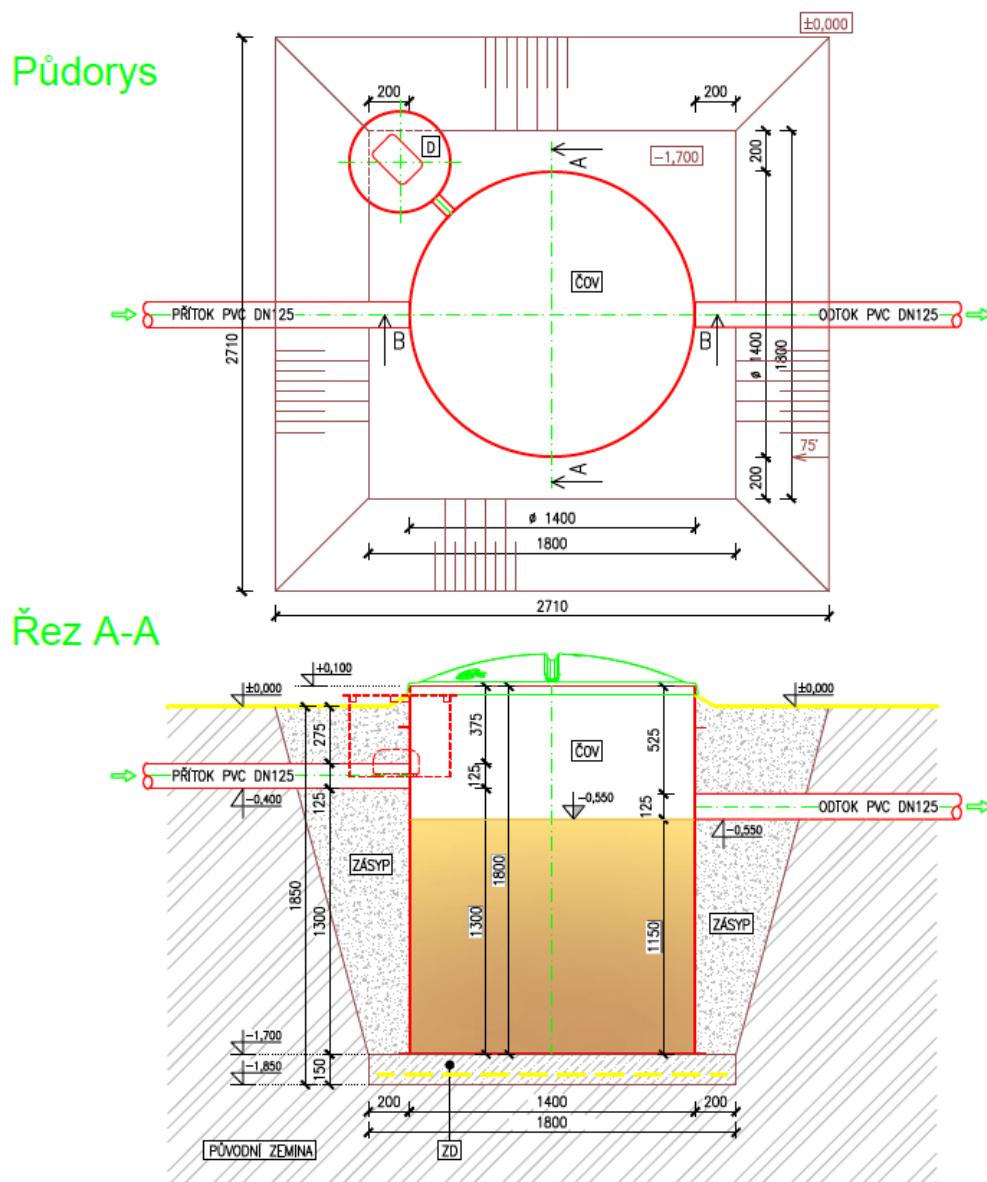 ±0,000
Půdorys
200
200
D
A
-1,700
200
ČOV
PŘÍTOK PVC DN125
ODTOK PVC DN125
B
B
2710
ø 1400
1800
75°
A
200
ø 1400
1800
2710
Řez A-A
+0,100
±0,000
±0,000
275
375
525
ČOV
PŘÍTOK PVC DN125
125
-0,400
125
-0,550
125
ODTOK PVC DN125
-0,550
ZÁSYP
1850
1300
1300
1800
1150
ZÁSYP
-1,700
-1,850
150
200
1400
200
1800
PŮVODNÍ ZEMINA
ZD